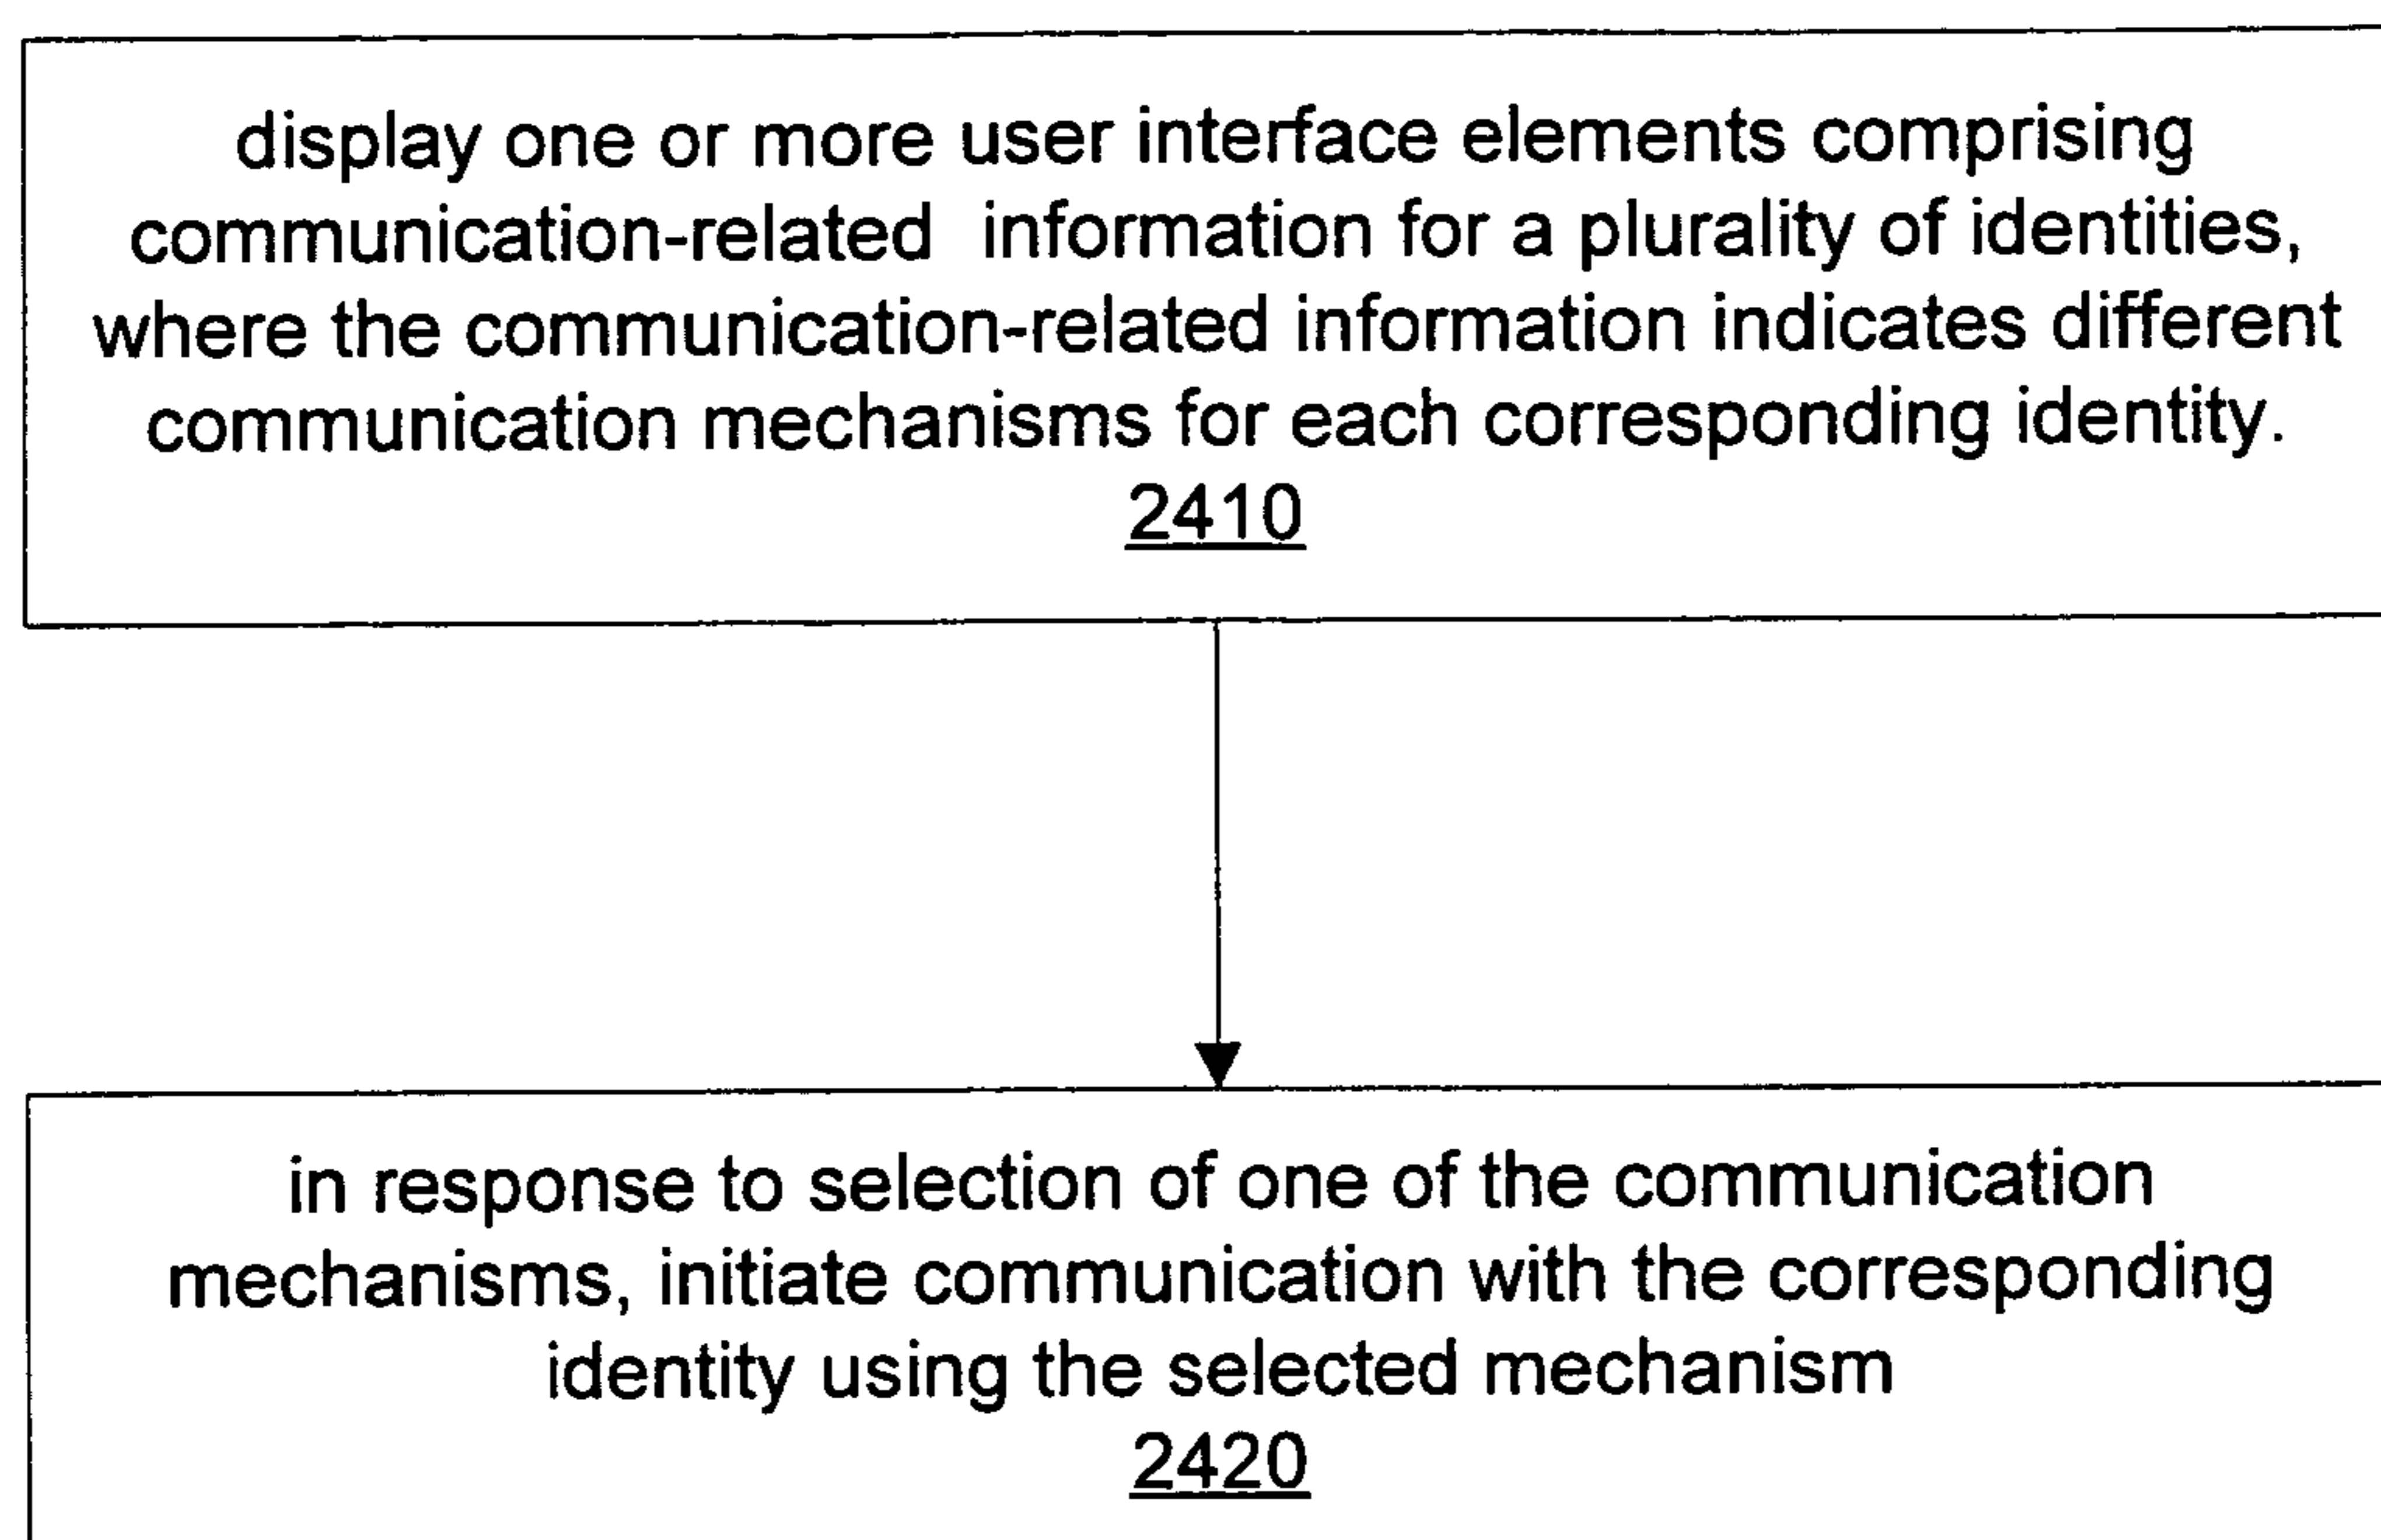 display one or more user interface elements comprising
communication-related information for a plurality of identities,
where the communication-related information indicates different
communication mechanisms for each corresponding identity.
2410
in response to selection of one of the communication
mechanisms, initiate communication with the corresponding
identity using the selected mechanism
2420